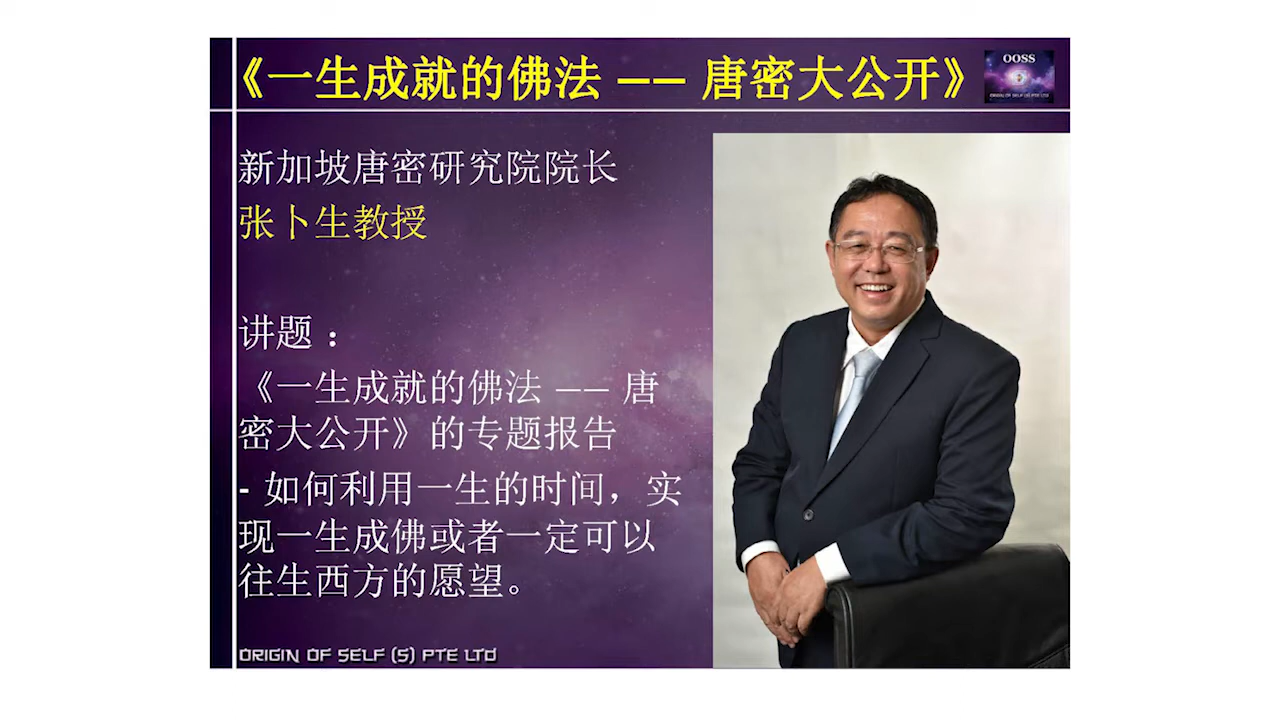 《一生成就的佛法 —— 唐密大公开》
OOSS
ORIGIN OF SELF (S) PTE LTD
新加坡唐密研究院院长
张卜生教授
讲题：
《一生成就的佛法 —— 唐
密大公开》的专题报告
- 如何利用一生的时间，实
现一生成佛或者一定可以
往生西方的愿望。
ORIGIN OF SELF (S) PTE LTD